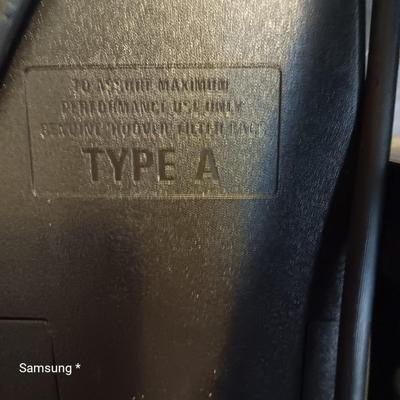 TO ASSURE MAXIMUM
PERFORMANCE USE ONLY
GENUINE HOOVER FILTER BAGS
TYPE A
Samsung *